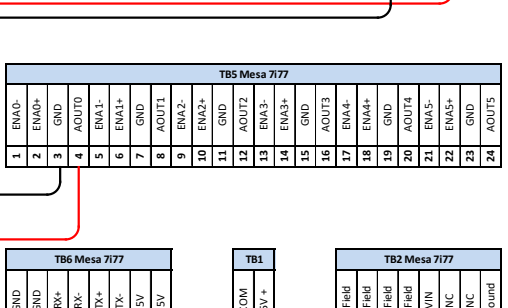 TB5 Mesa 7i77
ENA0- ENA0+ GND AOUT0 ENA1- ENA1+ GND AOUT1 ENA2- ENA2+ GND AOUT2 ENA3- ENA3+ GND AOUT3 ENA4- ENA4+ GND AOUT4 ENA5- ENA5+ GND AOUT5
1 2 3 4 5 6 7 8 9 10 11 12 13 14 15 16 17 18 19 20 21 22 23 24
TB6 Mesa 7i77 TB1 TB2 Mesa 7i77
GND GND RX+ RX- TX+ TX- 5V 5V
Field Field Field Field VIN NC NC